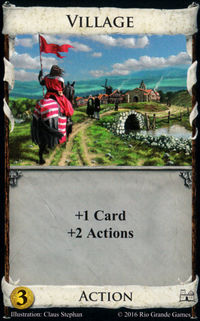 VILLAGE
+1 Card
+2 Actions
3
ACTION
Illustration: Claus Stephan
© 2016 Rio Grande Games